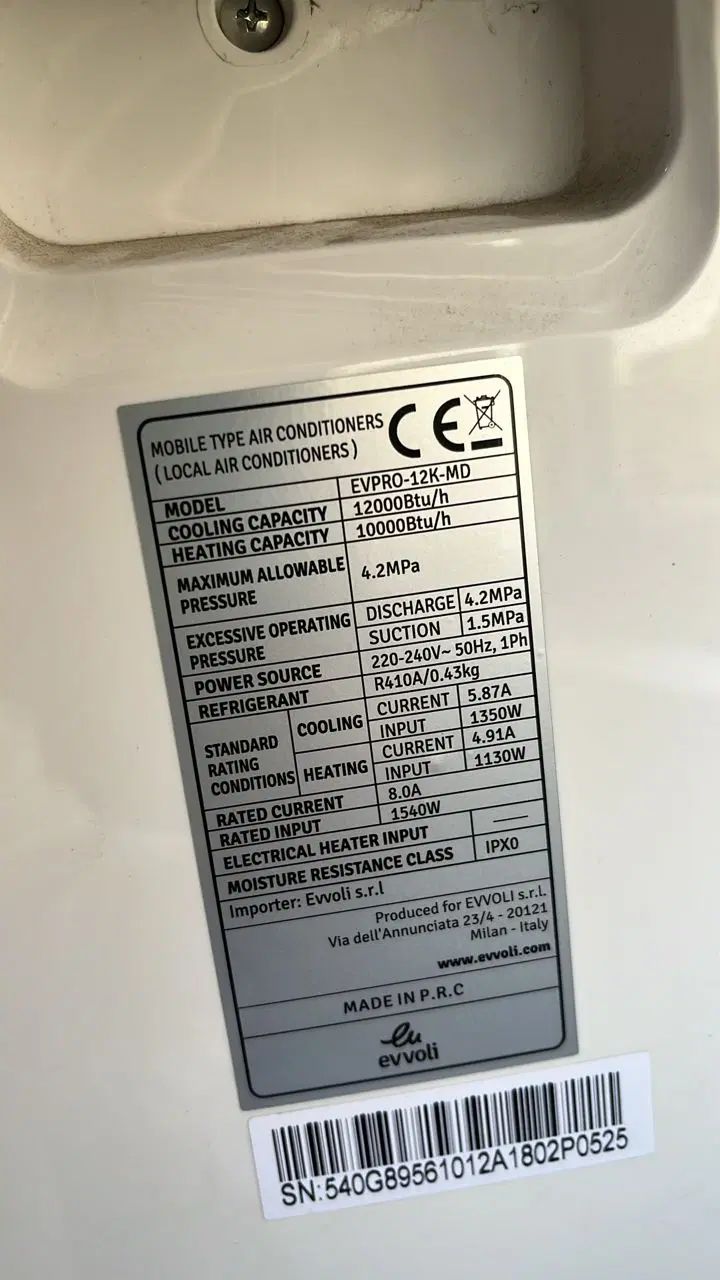 MOBILE TYPE AIR CONDITIONERS
(LOCAL AIR CONDITIONERS)
CE
MODEL EVPRO-12K-MD
COOLING CAPACITY 12000Btu/h
HEATING CAPACITY 10000Btu/h
MAXIMUM ALLOWABLE PRESSURE 4.2MPa
EXCESSIVE OPERATING PRESSURE DISCHARGE 4.2MPa
SUCTION 1.5MPa
POWER SOURCE 220-240V~ 50Hz, 1Ph
REFRIGERANT R410A/0.43kg
STANDARD RATING CONDITIONS COOLING CURRENT 5.87A
INPUT 1350W
HEATING CURRENT 4.91A
INPUT 1130W
RATED CURRENT 8.0A
RATED INPUT 1540W
ELECTRICAL HEATER INPUT ——
MOISTURE RESISTANCE CLASS IPX0
Importer: Evvoli s.r.l
Produced for EVVOLI s.r.l.
Via dell'Annunciata 23/4 - 20121
Milan - Italy
www.evvoli.com
MADE IN P.R.C
eu
evvoli
SN:540G89561012A1802P0525